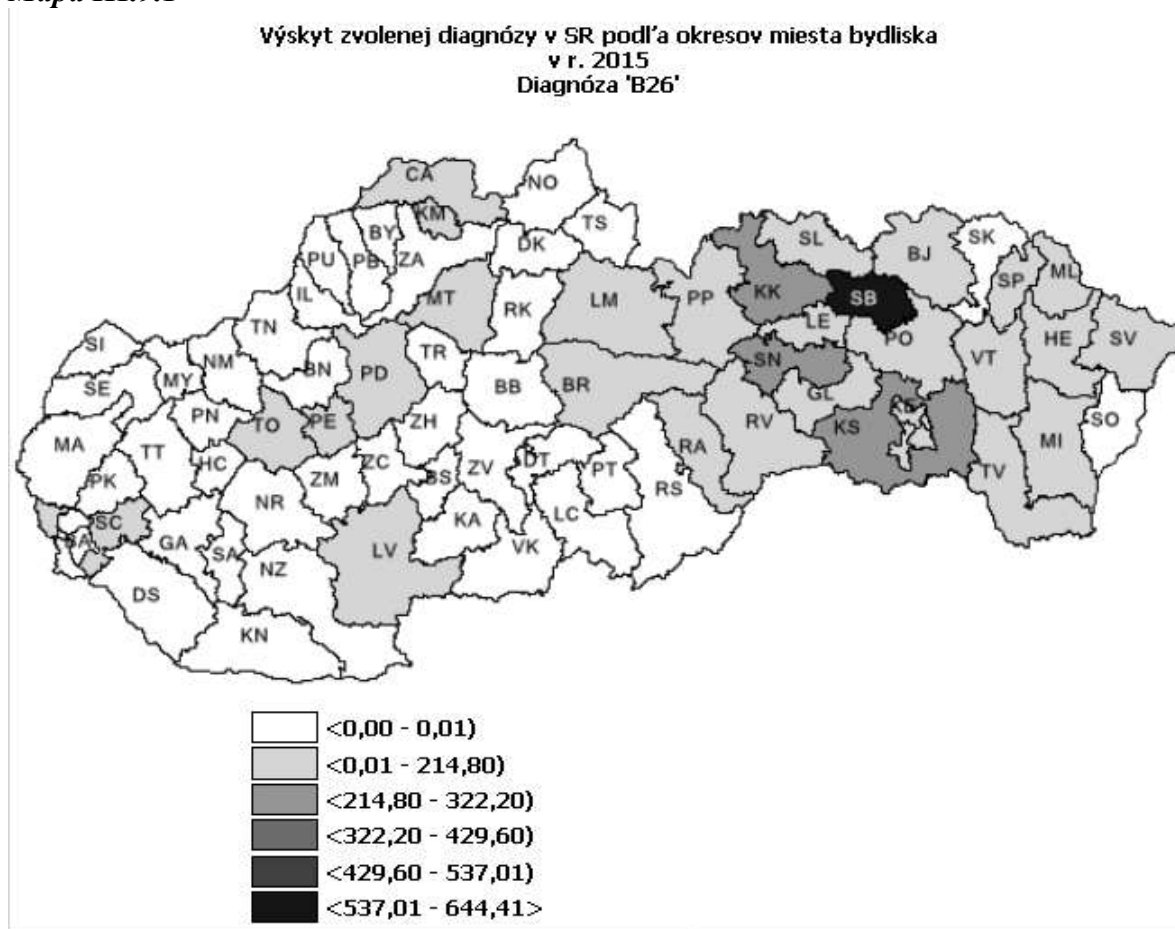 Mapa III.9.1
Výskyt zvolenej diagnózy v SR podľa okresov miesta bydliska
v r. 2015
Diagnóza 'B26'
CA
NO
KM
TS
BY
DK
SL
BJ
SK
PU
PB
ZA
ML
SP
IL
MT
RK
LM
PP
KK
SB
TN
LE
PO
HE
SV
SI
NM
BN
TR
VT
SE
MY
PD
BB
BR
SN
GL
PN
TO
PE
ZH
RA
RV
KS
SO
MA
TT
HC
ZM
ZC
BS
ZV
DT
PT
MI
PK
NR
RS
TV
SC
KA
LC
GA
SA
LV
VK
NZ
DS
KN
<0,00 - 0,01)
<0,01 - 214,80)
<214,80 - 322,20)
<322,20 - 429,60)
<429,60 - 537,01)
<537,01 - 644,41>